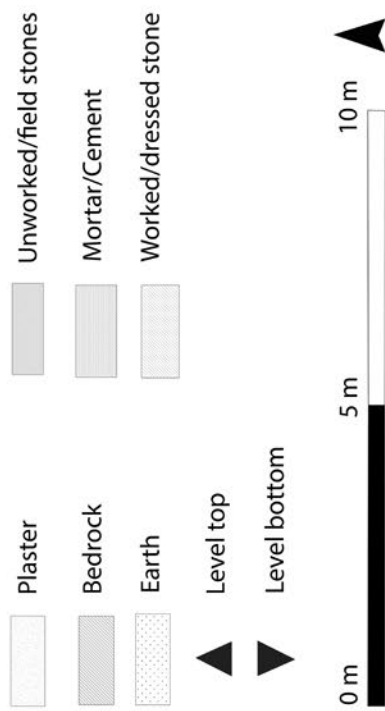 Plaster
Bedrock
Earth
Level top
Level bottom
Unworked/field stones
Mortar/Cement
Worked/dressed stone
0 m
5 m
10 m